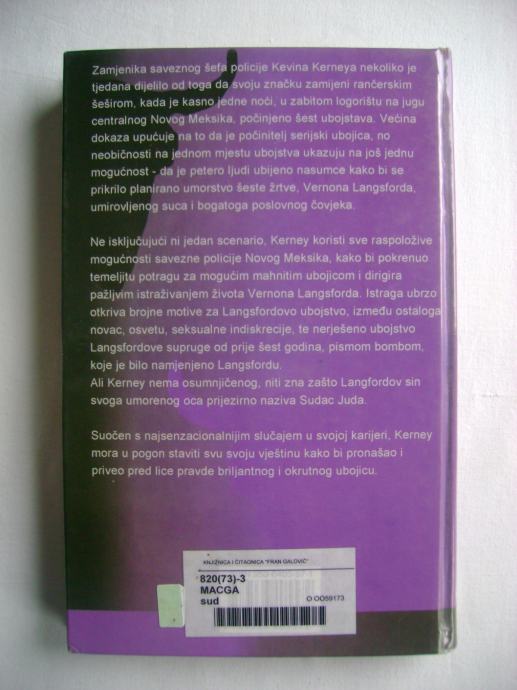 Zamjenika saveznog šefa policije Kevina Kerneya nekoliko je
tjedana dijelilo od toga da svoju značku zamijeni rančerskim
šeširom, kada je kasno jedne noći, u zabitom logorištu na jugu
centralnog Novog Meksika, počinjeno šest ubojstava. Većina
dokaza upućuje na to da je počinitelj serijski ubojica, no
neobičnosti na jednom mjestu ubojstva ukazuju na još jednu
mogućnost - da je petero ljudi ubijeno nasumce kako bi se
prikrilo planirano umorstvo šeste žrtve, Vernona Langsforda,
umirovljenog suca i bogatoga poslovnog čovjeka.
Ne isključujući ni jedan scenario, Kerney koristi sve raspoložive
mogućnosti savezne policije Novog Meksika, kako bi pokrenuo
temeljitu potragu za mogućim mahnitim ubojicom i dirigira
pažljivim istraživanjem života Vernona Langsforda. Istraga ubrzo
otkriva brojne motive za Langsfordovo ubojstvo, između ostaloga
novac, osvetu, seksualne indiskrecije, te nerješeno ubojstvo
Langsfordove supruge od prije šest godina, pismom bombom,
koje je bilo namjenjeno Langsfordu.
Ali Kerney nema osumnjičenog, niti zna zašto Langfordov sin
svoga umorenog oca prijezirno naziva Sudac Juda.
Suočen s najsenzacionalnijim slučajem u svojoj karijeri, Kerney
mora u pogon staviti svu svoju vještinu kako bi pronašao i
priveo pred lice pravde briljantnog i okrutnog ubojicu.
KNJIŽNICA I ČITAONICA "FRAN GALOVIĆ"
820(73)-3
MACGA
sud
O OO59173